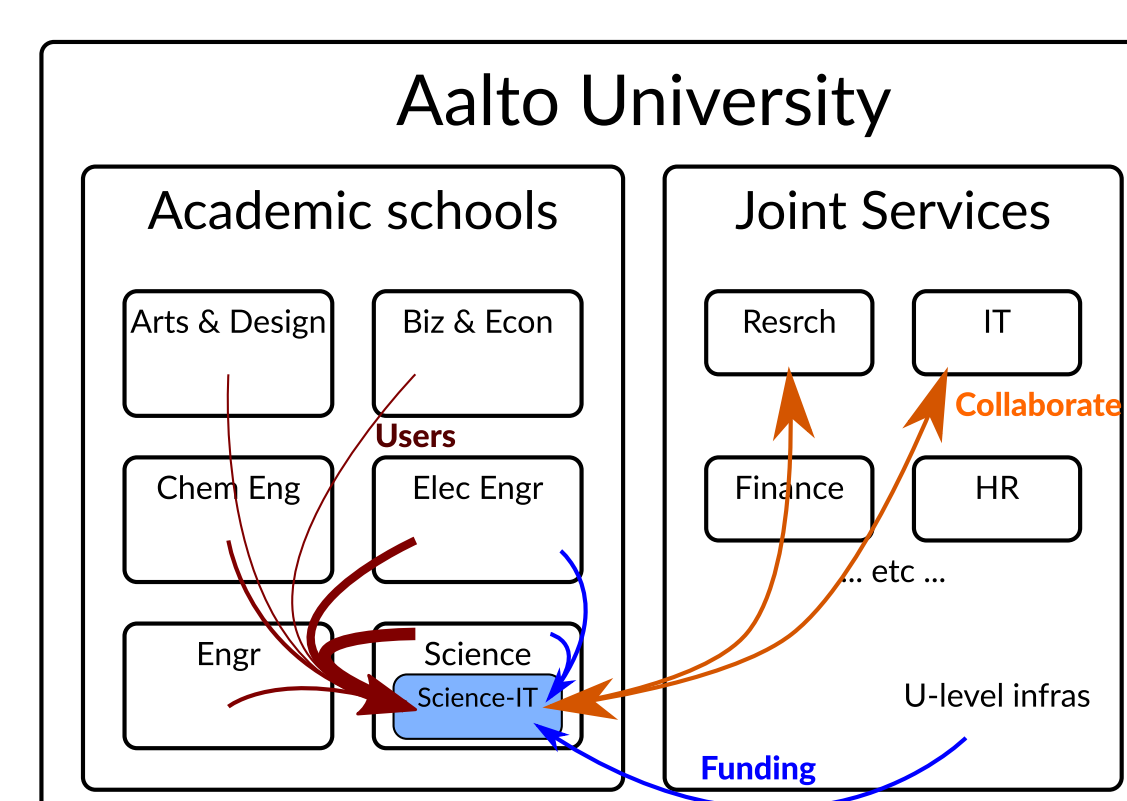 Aalto University
Academic schools
Joint Services
Arts & Design
Biz & Econ
Resrch
IT
Collaborate
Users
Chem Eng
Elec Engr
Finance
HR
... etc ...
Engr
Science
Science-IT
U-level infras
Funding